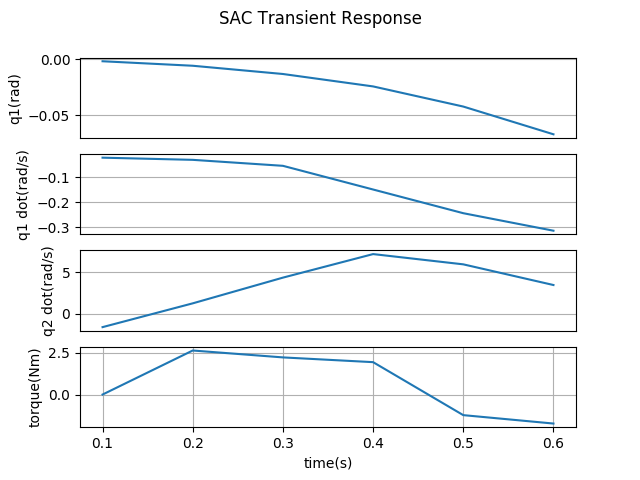 SAC Transient Response
0.00
−0.05
q1(rad)
−0.1
−0.2
−0.3
q1 dot(rad/s)
5
0
q2 dot(rad/s)
2.5
0.0
torque(Nm)
0.1 0.2 0.3 0.4 0.5 0.6
time(s)